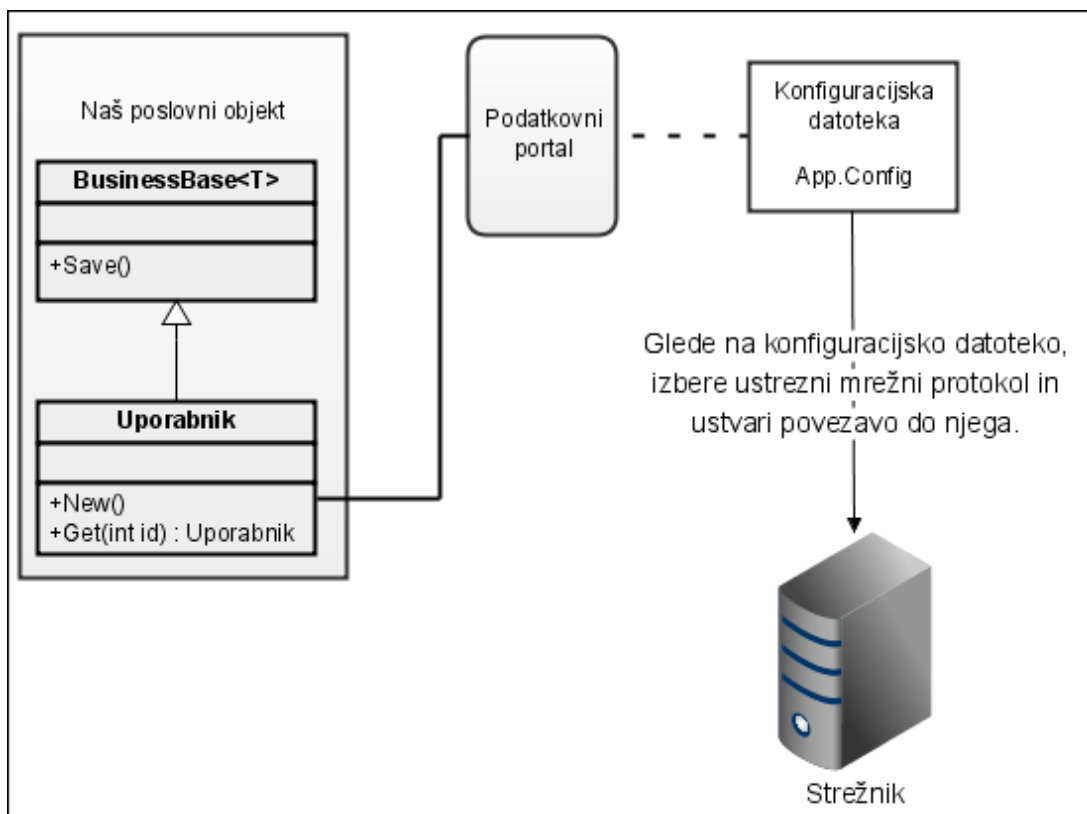 Naš poslovni objekt
BusinessBase<T>
+Save()
Uporabnik
+New()
+Get(int id) : Uporabnik
Podatkovni
portal
Konfiguracijska
datoteka
App.Config
Glede na konfiguracijsko datoteko,
izbere ustrezni mrežni protokol in
ustvari povezavo do njega.
Strežnik